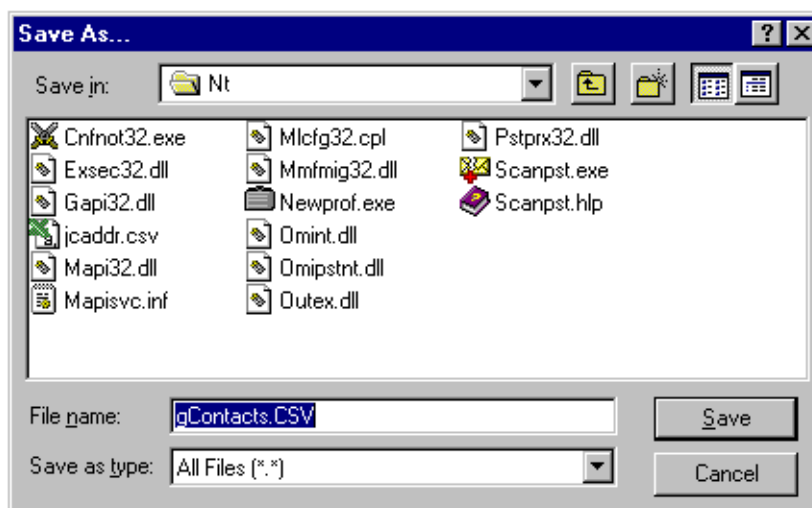 Save As...
Save in: Nt
Cnfnot32.exe Mlcfg32.cpl Pstprx32.dll
Exsec32.dll Mmfmig32.dll Scanpst.exe
Gapi32.dll Newprof.exe Scanpst.hlp
jcaddr.csv Omint.dll
Mapi32.dll Omipstnt.dll
Mapisvc.inf Outex.dll
File name: gContacts.CSV Save
Save as type: All Files (*.*) Cancel